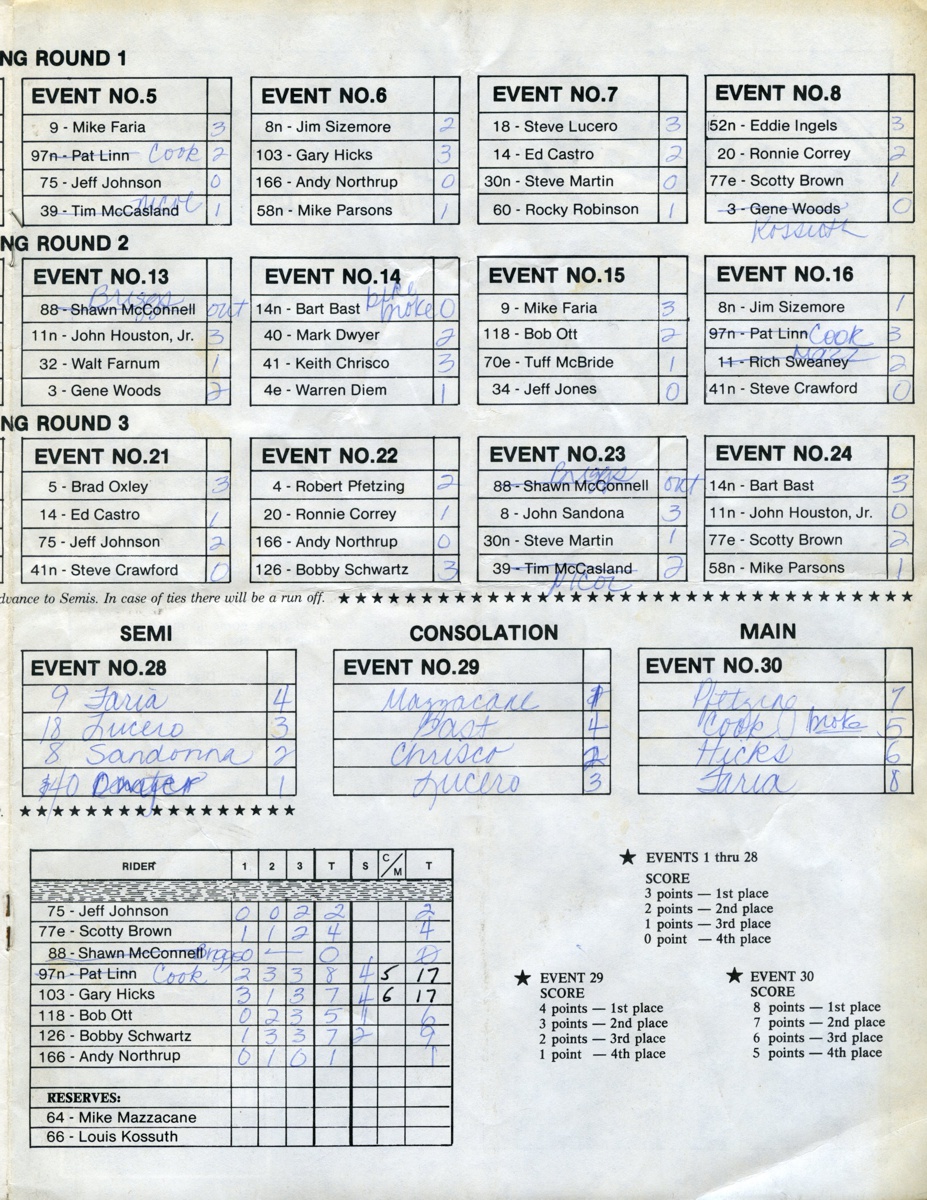 NG ROUND 1
EVENT NO.5
9 - Mike Faria 3
97n - Pat Linn Cook 2
75 - Jeff Johnson 0
39 - Tim McCasland Nicol 1
EVENT NO.6
8n - Jim Sizemore 2
103 - Gary Hicks 3
166 - Andy Northrup 0
58n - Mike Parsons 1
EVENT NO.7
18 - Steve Lucero 3
14 - Ed Castro 2
30n - Steve Martin 0
60 - Rocky Robinson 1
EVENT NO.8
52n - Eddie Ingels 3
20 - Ronnie Correy 2
77e - Scotty Brown 1
3 - Gene Woods 0
NG ROUND 2
EVENT NO.13
Briggs
88 - Shawn McConnell out
11n - John Houston, Jr. 3
32 - Walt Farnum 1
3 - Gene Woods 2
EVENT NO.14
14n - Bart Bast bike broke 0
40 - Mark Dwyer 2
41 - Keith Chrisco 3
4e - Warren Diem 1
EVENT NO.15
9 - Mike Faria 3
118 - Bob Ott 2
70e - Tuff McBride 1
34 - Jeff Jones 0
EVENT NO.16
8n - Jim Sizemore 1
97n - Pat Linn Cook 3
11 - Rich Sweaney Mazz 2
41n - Steve Crawford 0
NG ROUND 3
EVENT NO.21
5 - Brad Oxley 3
14 - Ed Castro 1
75 - Jeff Johnson 2
41n - Steve Crawford 0
EVENT NO.22
4 - Robert Pfetzing 2
20 - Ronnie Correy 1
166 - Andy Northrup 0
126 - Bobby Schwartz 3
EVENT NO.23
Briggs
88 - Shawn McConnell out
8 - John Sandona 3
30n - Steve Martin 1
39 - Tim McCasland 2
Nicol
EVENT NO.24
14n - Bart Bast 3
11n - John Houston, Jr. 0
77e - Scotty Brown 2
58n - Mike Parsons 1
dvance to Semis. In case of ties there will be a run off.
SEMI
EVENT NO.28
9 Faria 4
18 Lucero 3
8 Sandonna 2
40 1
CONSOLATION
EVENT NO.29
Mazzacane
Bast 4
Chrisco 2
Lucero 3
MAIN
EVENT NO.30
Pfetzing 7
Cook broke 5
Hicks 6
Faria 8
RIDER 1 2 3 T S C/M T
75 - Jeff Johnson 0 0 2 2 2
77e - Scotty Brown 1 1 2 4 4
88 - Shawn McConnell Briggs 0 — 0 0
97n - Pat Linn Cook 2 3 3 8 4 5 17
103 - Gary Hicks 3 1 3 7 4 6 17
118 - Bob Ott 0 2 3 5 1 6
126 - Bobby Schwartz 1 3 3 7 2 9
166 - Andy Northrup 0 1 0 1 1
RESERVES:
64 - Mike Mazzacane
66 - Louis Kossuth
★ EVENTS 1 thru 28
SCORE
3 points — 1st place
2 points — 2nd place
1 points — 3rd place
0 point — 4th place
★ EVENT 29
SCORE
4 points — 1st place
3 points — 2nd place
2 points — 3rd place
1 point — 4th place
★ EVENT 30
SCORE
8 points — 1st place
7 points — 2nd place
6 points — 3rd place
5 points — 4th place